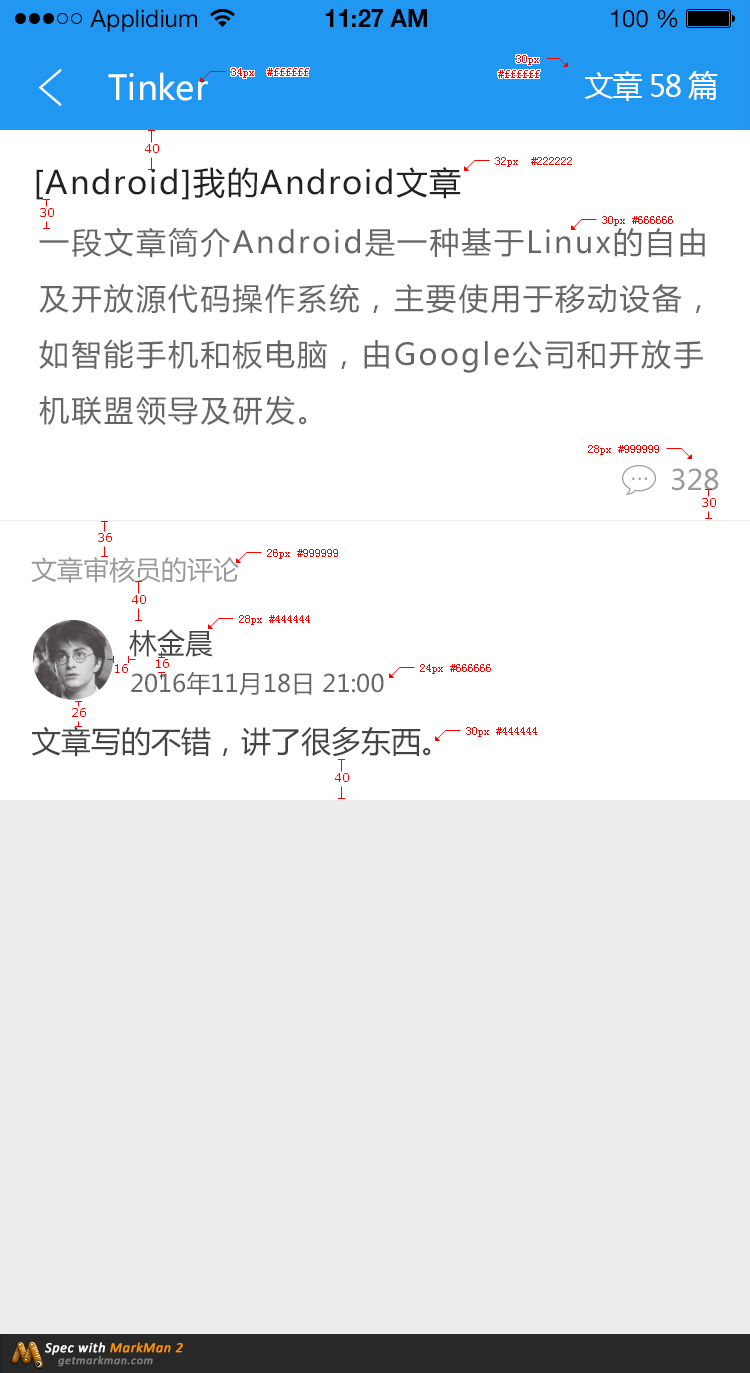 Applidium 11:27 AM 100 %
Tinker 34px #ffffff 30px #ffffff 文章 58 篇
40
[Android]我的Android文章 32px #222222
30
30px #666666
一段文章简介Android是一种基于Linux的自由
及开放源代码操作系统，主要使用于移动设备，
如智能手机和板电脑，由Google公司和开放手
机联盟领导及研发。
28px #999999
328
30
36
文章审核员的评论 26px #999999
40
林金晨 28px #444444
16 16
2016年11月18日 21:00 24px #666666
26
文章写的不错，讲了很多东西。 30px #444444
40
Spec with MarkMan 2
getmarkman.com